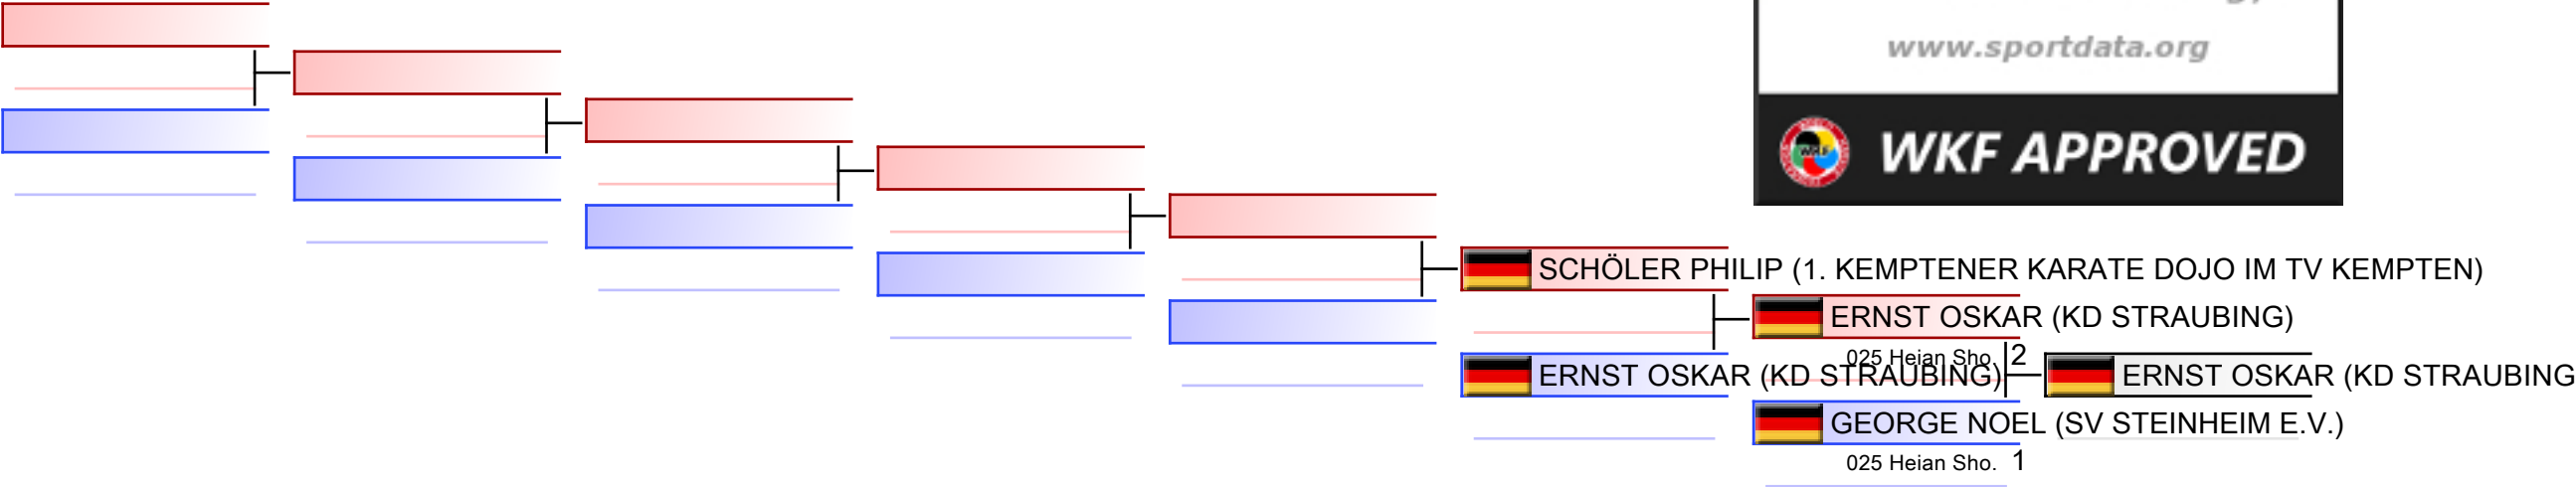 www.sportdata.org
WKF APPROVED
SCHÖLER PHILIP (1. KEMPTENER KARATE DOJO IM TV KEMPTEN)
ERNST OSKAR (KD STRAUBING)
025 Heian Sho. 2
ERNST OSKAR (KD STRAUBING)
ERNST OSKAR (KD STRAUBING
GEORGE NOEL (SV STEINHEIM E.V.)
025 Heian Sho. 1